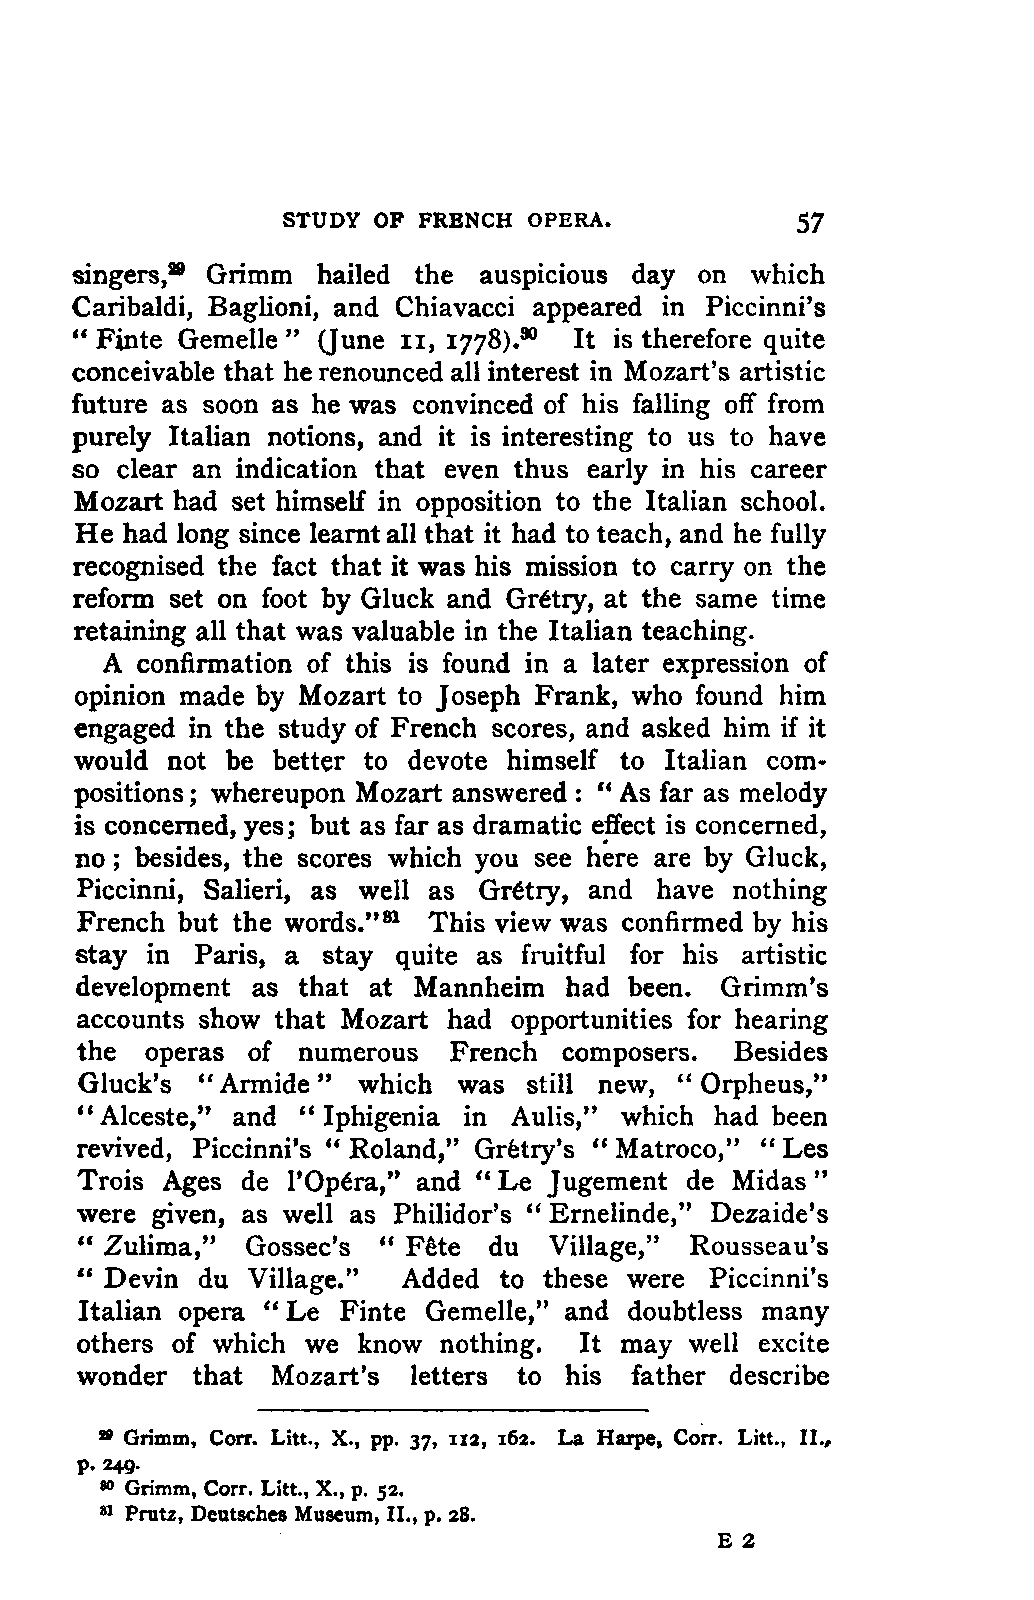 STUDY OF FRENCH OPERA. 57
singers,²⁹ Grimm hailed the auspicious day on which
Caribaldi, Baglioni, and Chiavacci appeared in Piccinni's
“ Finte Gemelle ” (June 11, 1778).³⁰ It is therefore quite
conceivable that he renounced all interest in Mozart's artistic
future as soon as he was convinced of his falling off from
purely Italian notions, and it is interesting to us to have
so clear an indication that even thus early in his career
Mozart had set himself in opposition to the Italian school.
He had long since learnt all that it had to teach, and he fully
recognised the fact that it was his mission to carry on the
reform set on foot by Gluck and Grétry, at the same time
retaining all that was valuable in the Italian teaching.
A confirmation of this is found in a later expression of
opinion made by Mozart to Joseph Frank, who found him
engaged in the study of French scores, and asked him if it
would not be better to devote himself to Italian com-
positions ; whereupon Mozart answered : “ As far as melody
is concerned, yes ; but as far as dramatic effect is concerned,
no ; besides, the scores which you see here are by Gluck,
Piccinni, Salieri, as well as Grétry, and have nothing
French but the words.”³¹ This view was confirmed by his
stay in Paris, a stay quite as fruitful for his artistic
development as that at Mannheim had been. Grimm's
accounts show that Mozart had opportunities for hearing
the operas of numerous French composers. Besides
Gluck's “ Armide ” which was still new, “ Orpheus,”
“ Alceste,” and “ Iphigenia in Aulis,” which had been
revived, Piccinni's “ Roland,” Grètry's “ Matroco,” “ Les
Trois Ages de l'Opéra,” and “ Le Jugement de Midas ”
were given, as well as Philidor's “ Ernelinde,” Dezaide's
“ Zulima,” Gossec's “ Fête du Village,” Rousseau's
“ Devin du Village.” Added to these were Piccinni's
Italian opera “ Le Finte Gemelle,” and doubtless many
others of which we know nothing. It may well excite
wonder that Mozart's letters to his father describe
²⁹ Grimm, Corr. Litt., X., pp. 37, 112, 162. La Harpe, Corr. Litt., II.,
p. 249.
³⁰ Grimm, Corr. Litt., X., p. 52.
³¹ Prutz, Deutsches Museum, II., p. 28.
E 2